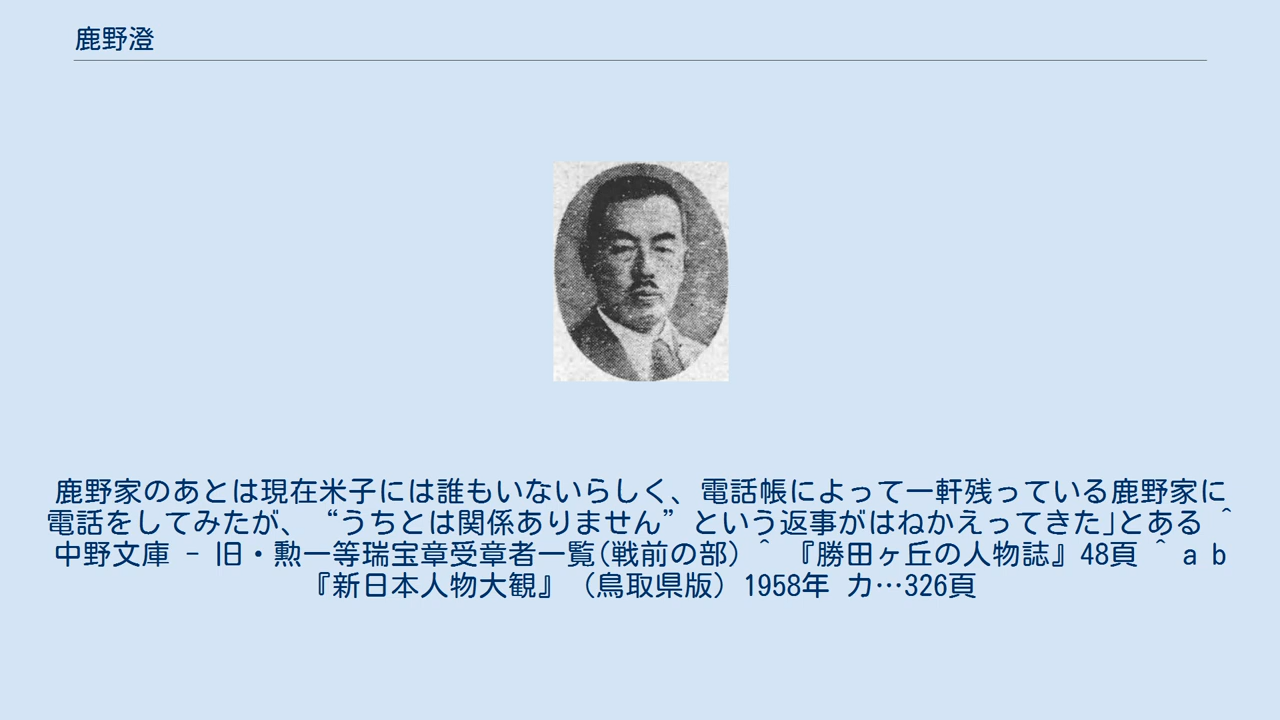 鹿野澄
鹿野家のあとは現在米子には誰もいないらしく、電話帳によって一軒残っている鹿野家に
電話をしてみたが、“うちとは関係ありません”という返事がはねかえってきた」とある ^
中野文庫 - 旧・勲一等瑞宝章受章者一覧(戦前の部) ^ 『勝田ヶ丘の人物誌』48頁 ^ a b
『新日本人物大観』(鳥取県版) 1958年 カ…326頁